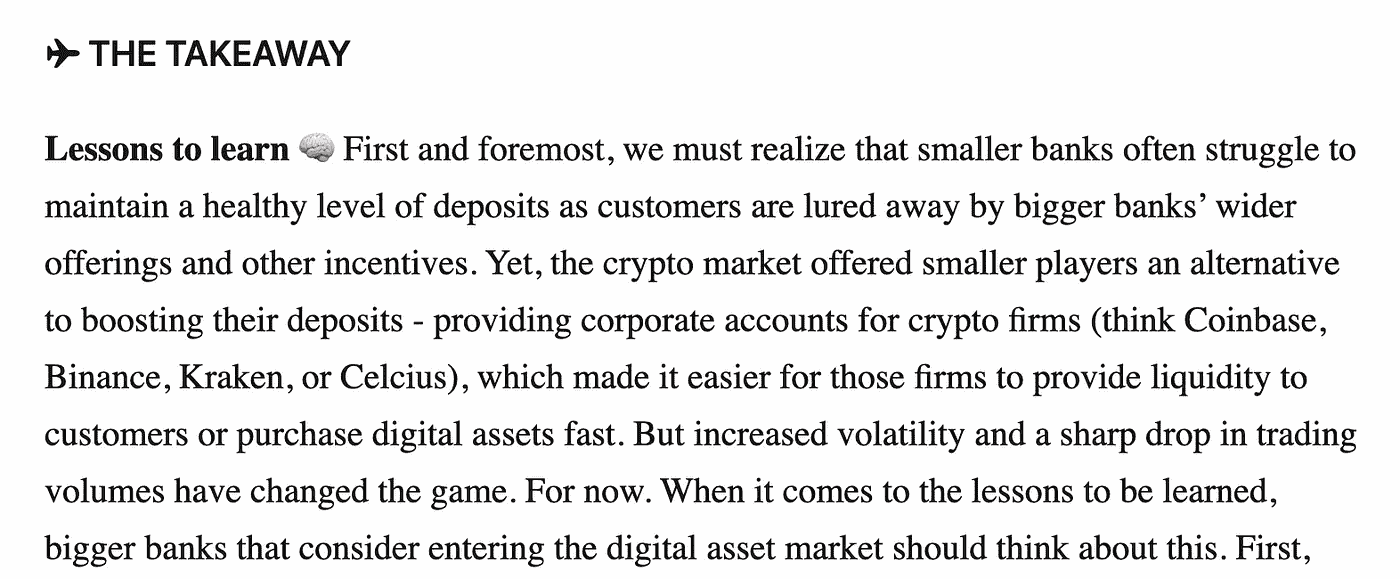 ✈ THE TAKEAWAY
Lessons to learn 🧠 First and foremost, we must realize that smaller banks often struggle to
maintain a healthy level of deposits as customers are lured away by bigger banks’ wider
offerings and other incentives. Yet, the crypto market offered smaller players an alternative
to boosting their deposits - providing corporate accounts for crypto firms (think Coinbase,
Binance, Kraken, or Celcius), which made it easier for those firms to provide liquidity to
customers or purchase digital assets fast. But increased volatility and a sharp drop in trading
volumes have changed the game. For now. When it comes to the lessons to be learned,
bigger banks that consider entering the digital asset market should think about this. First,